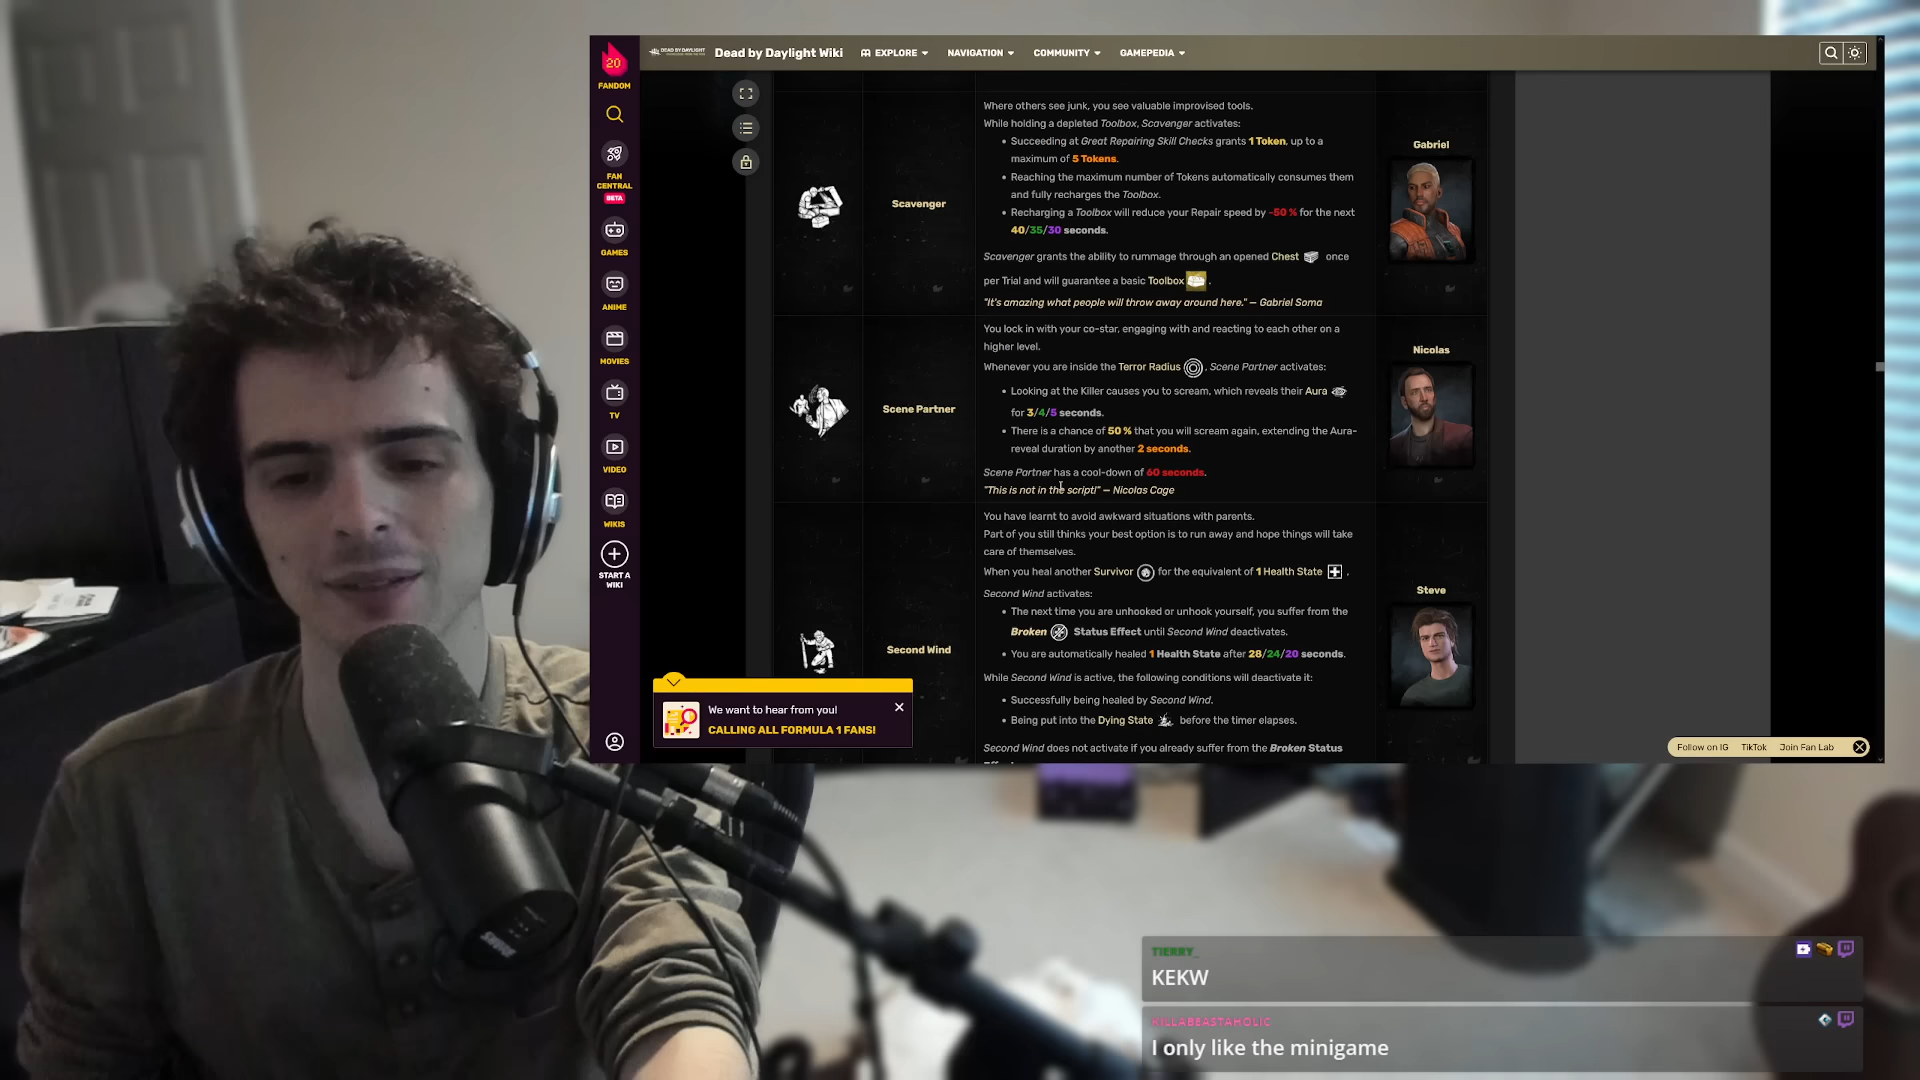 20
FANDOM
FAN
CENTRAL
BETA
GAMES
ANIME
MOVIES
TV
VIDEO
WIKIS
START A
WIKI
DEAD BY DAYLIGHT
Dead by Daylight Wiki
EXPLORE
NAVIGATION
COMMUNITY
GAMEPEDIA
Scavenger
Where others see junk, you see valuable improvised tools.
While holding a depleted Toolbox, Scavenger activates:
• Succeeding at Great Repairing Skill Checks grants 1 Token, up to a
maximum of 5 Tokens.
• Reaching the maximum number of Tokens automatically consumes them
and fully recharges the Toolbox.
• Recharging a Toolbox will reduce your Repair speed by -50 % for the next
40/35/30 seconds.
Scavenger grants the ability to rummage through an opened Chest once
per Trial and will guarantee a basic Toolbox .
"It's amazing what people will throw away around here." — Gabriel Soma
Gabriel
Scene Partner
You lock in with your co-star, engaging with and reacting to each other on a
higher level.
Whenever you are inside the Terror Radius , Scene Partner activates:
• Looking at the Killer causes you to scream, which reveals their Aura
for 3/4/5 seconds.
• There is a chance of 50 % that you will scream again, extending the Aura-
reveal duration by another 2 seconds.
Scene Partner has a cool-down of 60 seconds.
"This is not in the script!" — Nicolas Cage
Nicolas
Second Wind
You have learnt to avoid awkward situations with parents.
Part of you still thinks your best option is to run away and hope things will take
care of themselves.
When you heal another Survivor for the equivalent of 1 Health State .
Second Wind activates:
• The next time you are unhooked or unhook yourself, you suffer from the
Broken Status Effect until Second Wind deactivates.
• You are automatically healed 1 Health State after 28/24/20 seconds.
While Second Wind is active, the following conditions will deactivate it:
• Successfully being healed by Second Wind.
• Being put into the Dying State before the timer elapses.
Second Wind does not activate if you already suffer from the Broken Status
Steve
We want to hear from you!
CALLING ALL FORMULA 1 FANS!
Follow on IG
TikTok
Join Fan Lab
SHURE
TIERRY_
KEKW
KILLABEASTAHOLIC
I only like the minigame